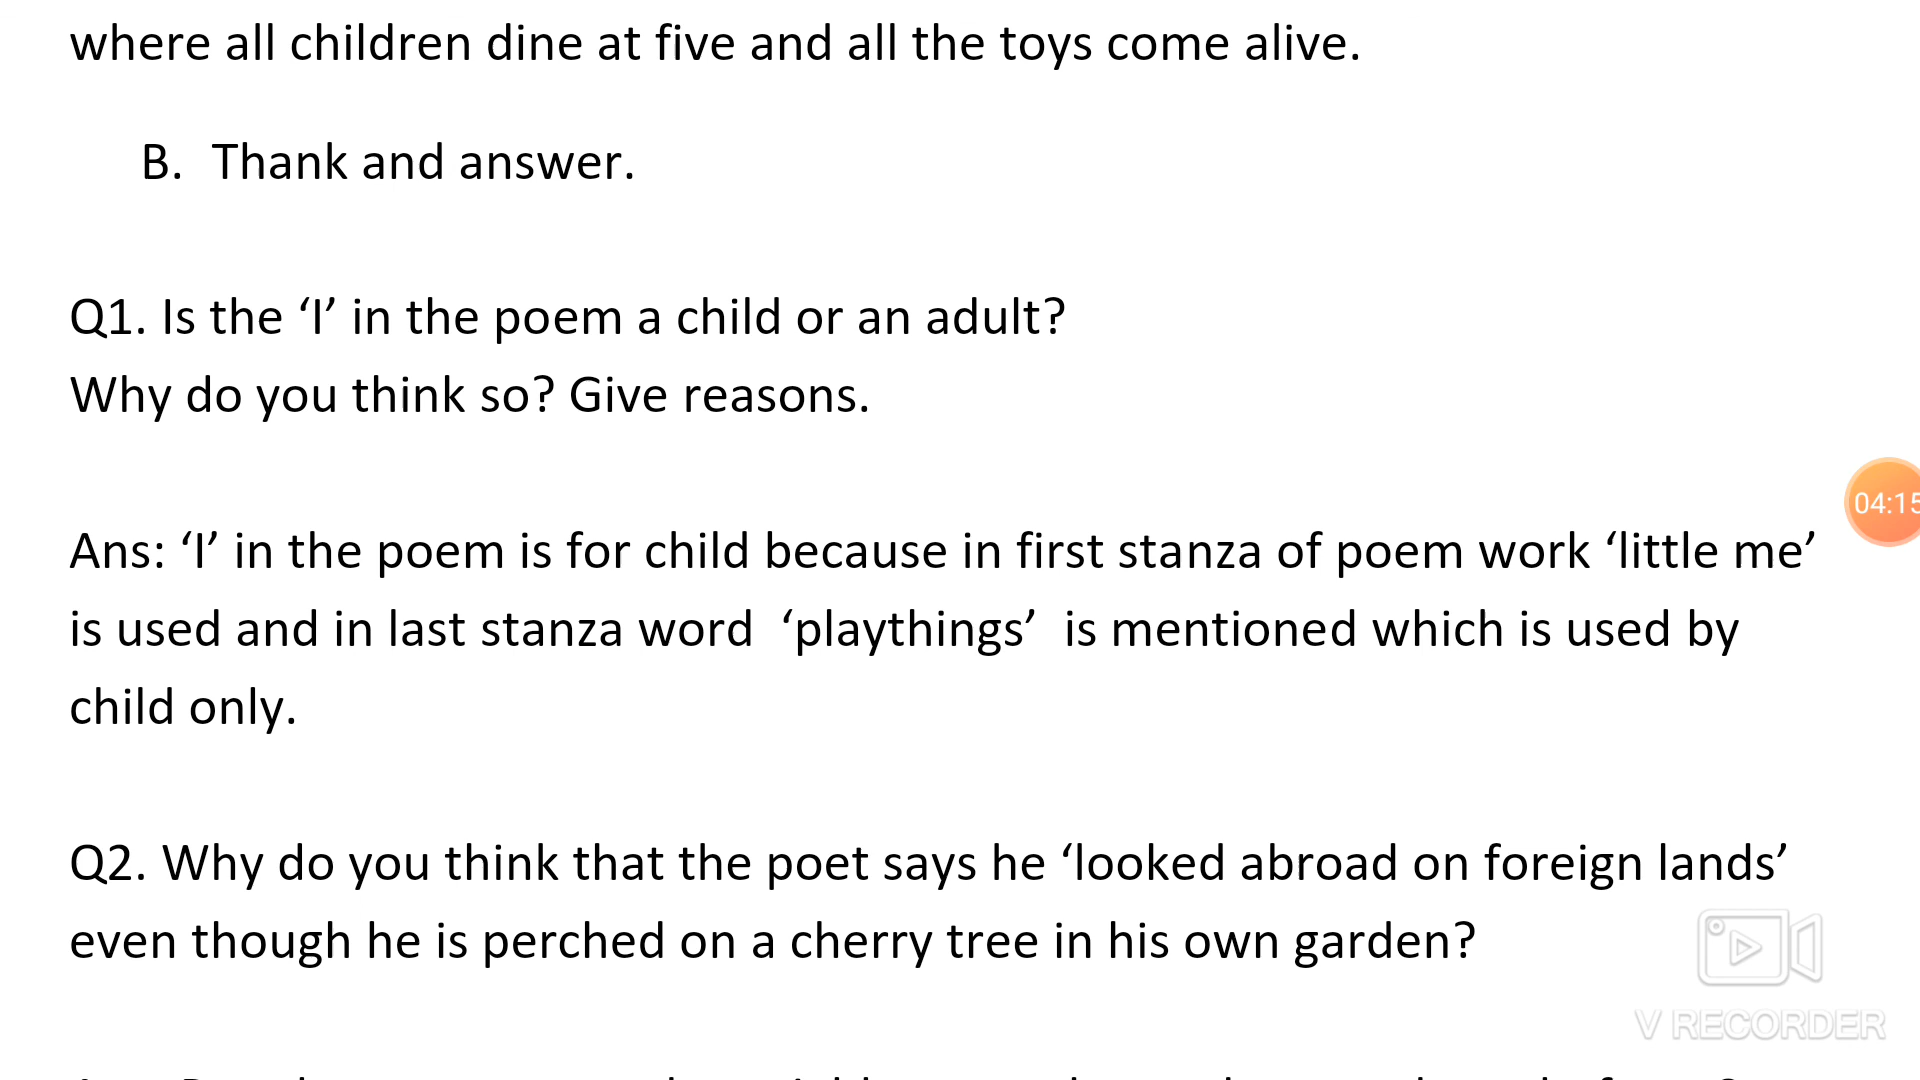 where all children dine at five and all the toys come alive.
B. Thank and answer.
Q1. Is the ‘I’ in the poem a child or an adult?
Why do you think so? Give reasons.
Ans: ‘I’ in the poem is for child because in first stanza of poem work ‘little me’
04:15
is used and in last stanza word ‘playthings’ is mentioned which is used by
child only.
Q2. Why do you think that the poet says he ‘looked abroad on foreign lands’
even though he is perched on a cherry tree in his own garden?
V RECORDER